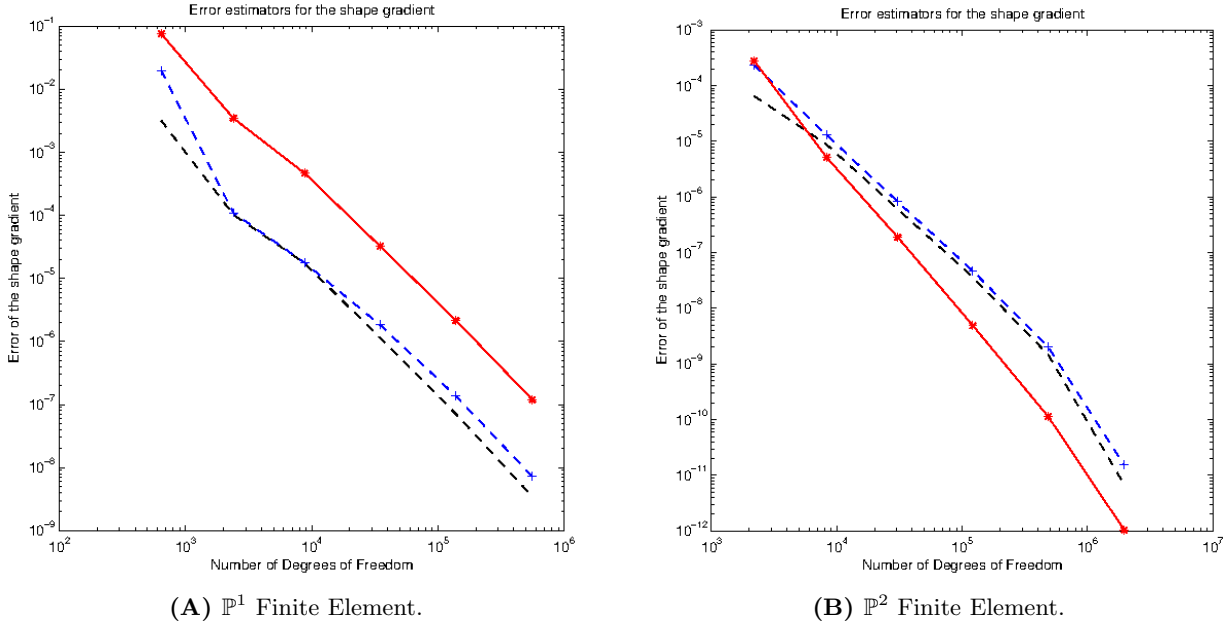 Error estimators for the shape gradient
10^-1
10^-2
10^-3
10^-4
10^-5
10^-6
10^-7
10^-8
10^-9
Error of the shape gradient
10^2 10^3 10^4 10^5 10^6
Number of Degrees of Freedom
(A) ℙ^1 Finite Element.
Error estimators for the shape gradient
10^-3
10^-4
10^-5
10^-6
10^-7
10^-8
10^-9
10^-10
10^-11
10^-12
Error of the shape gradient
10^3 10^4 10^5 10^6 10^7
Number of Degrees of Freedom
(B) ℙ^2 Finite Element.